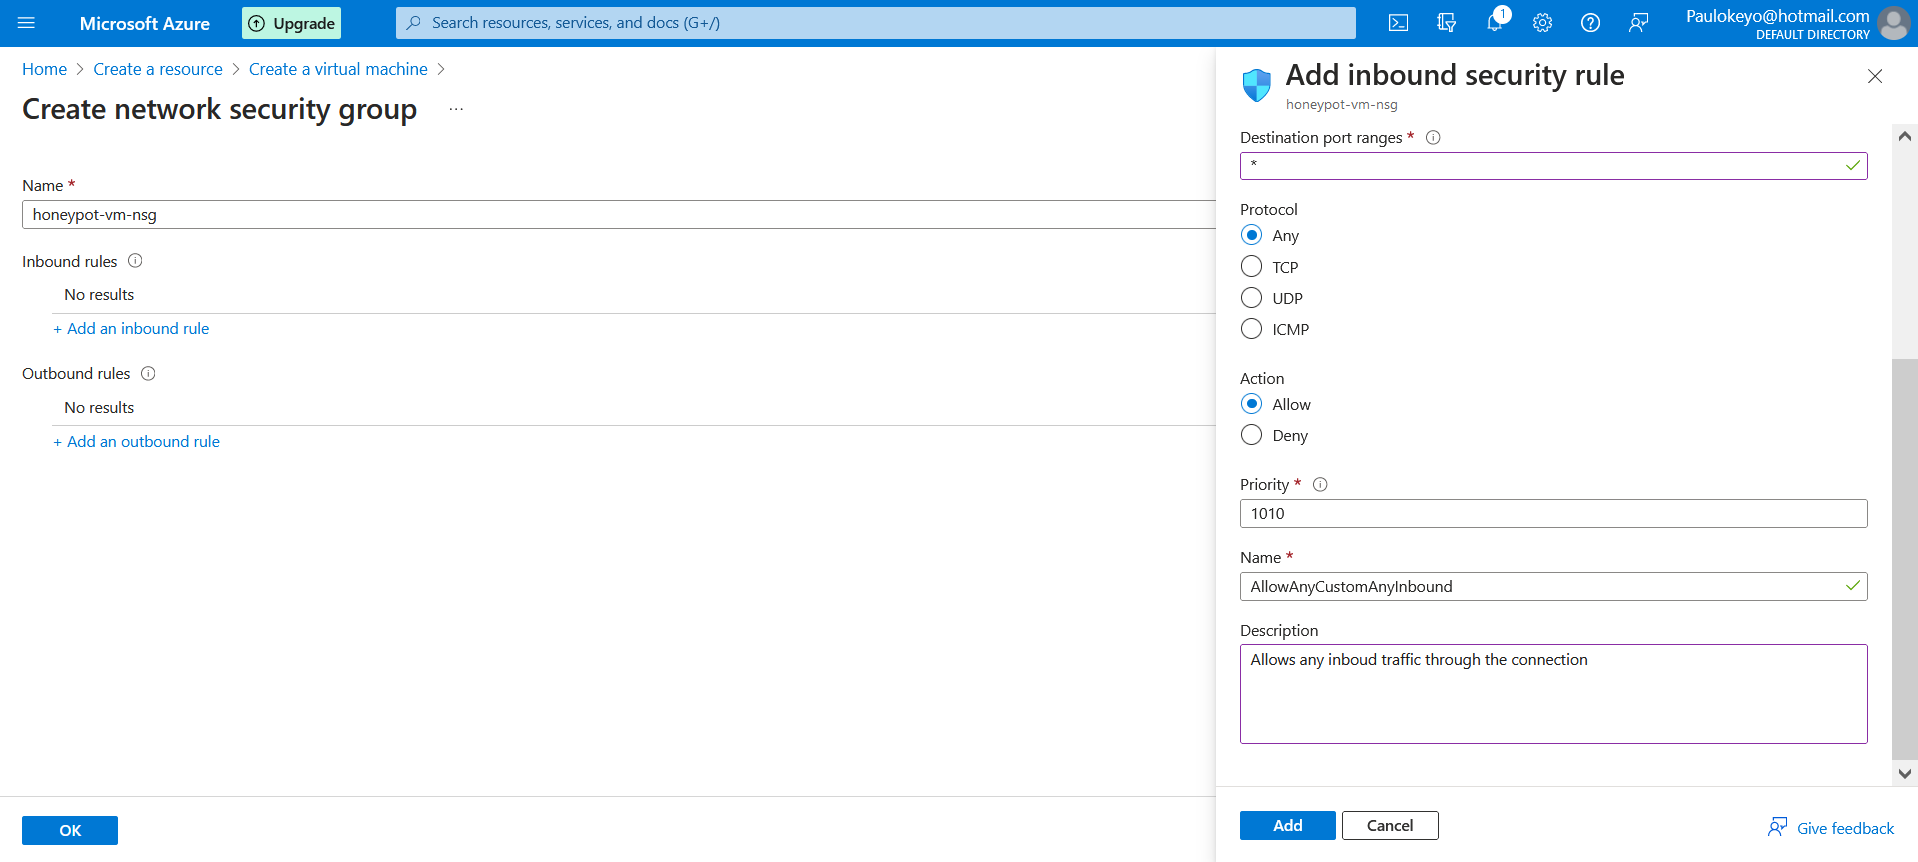 Microsoft Azure
Upgrade
Search resources, services, and docs (G+/)
1
Paulokeyo@hotmail.com
DEFAULT DIRECTORY
Home > Create a resource > Create a virtual machine >
Create network security group ...
Name *
honeypot-vm-nsg
Inbound rules
No results
+ Add an inbound rule
Outbound rules
No results
+ Add an outbound rule
OK
Add inbound security rule
honeypot-vm-nsg
Destination port ranges *
*
Protocol
Any
TCP
UDP
ICMP
Action
Allow
Deny
Priority *
1010
Name *
AllowAnyCustomAnyInbound
Description
Allows any inboud traffic through the connection
Add
Cancel
Give feedback